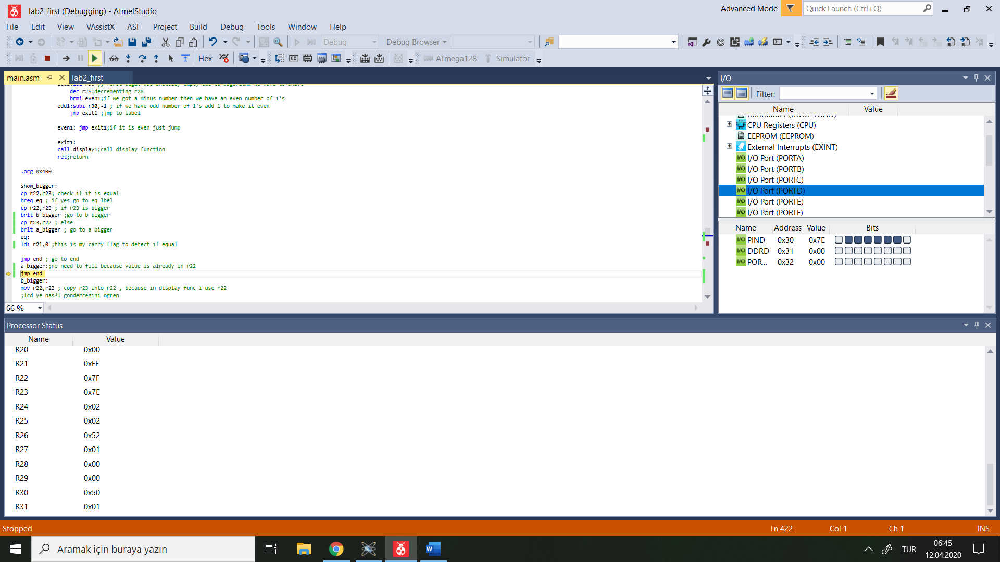 lab2_first (Debugging) - AtmelStudio
Advanced Mode
Quick Launch (Ctrl+Q)
File Edit View VAssistX ASF Project Build Debug Tools Window Help
Debug
Debug Browser
Hex
ATmega128
Simulator
main.asm
lab2_first
dec r28;decrementing r28
brmi even1;if we got a minus number then we have an even number of 1's
odd1:subi r30,-1 ; if we have odd number of 1's add 1 to make it even
jmp exit1 ;jmp to label
even1: jmp exit1;if it is even just jump
exit1:
call display1;call display function
ret;return
.org 0x400
show_bigger:
cp r22,r23; check if it is equal
breq eq ; if yes go to eq lbel
cp r22,r23 ; if r23 is bigger
brlt b_bigger ;go to b bigger
cp r23,r22 ; else
brlt a_bigger ; go to a bigger
eq:
ldi r21,0 ;this is my carry flag to detect if equal
jmp end ; go to end
a_bigger:;no need to fill because value is already in r22
jmp end
b_bigger:
mov r22,r23 ; copy r23 into r22 , because in display func i use r22
;lcd ye nas?l gondercegini ogren
66 %
I/O
Filter:
Name Value
Bootloader (BOOT_LOAD)
CPU Registers (CPU)
EEPROM (EEPROM)
External Interrupts (EXINT)
I/O Port (PORTA)
I/O Port (PORTB)
I/O Port (PORTC)
I/O Port (PORTD)
I/O Port (PORTE)
I/O Port (PORTF)
Name Address Value Bits
PIND 0x30 0x7E
DDRD 0x31 0x00
POR... 0x32 0x00
Processor Status
Name Value
R20 0x00
R21 0xFF
R22 0x7F
R23 0x7E
R24 0x02
R25 0x02
R26 0x52
R27 0x01
R28 0x00
R29 0x00
R30 0x50
R31 0x01
Stopped
Ln 422 Col 1 Ch 1 INS
Aramak için buraya yazın
TUR
06:45
12.04.2020